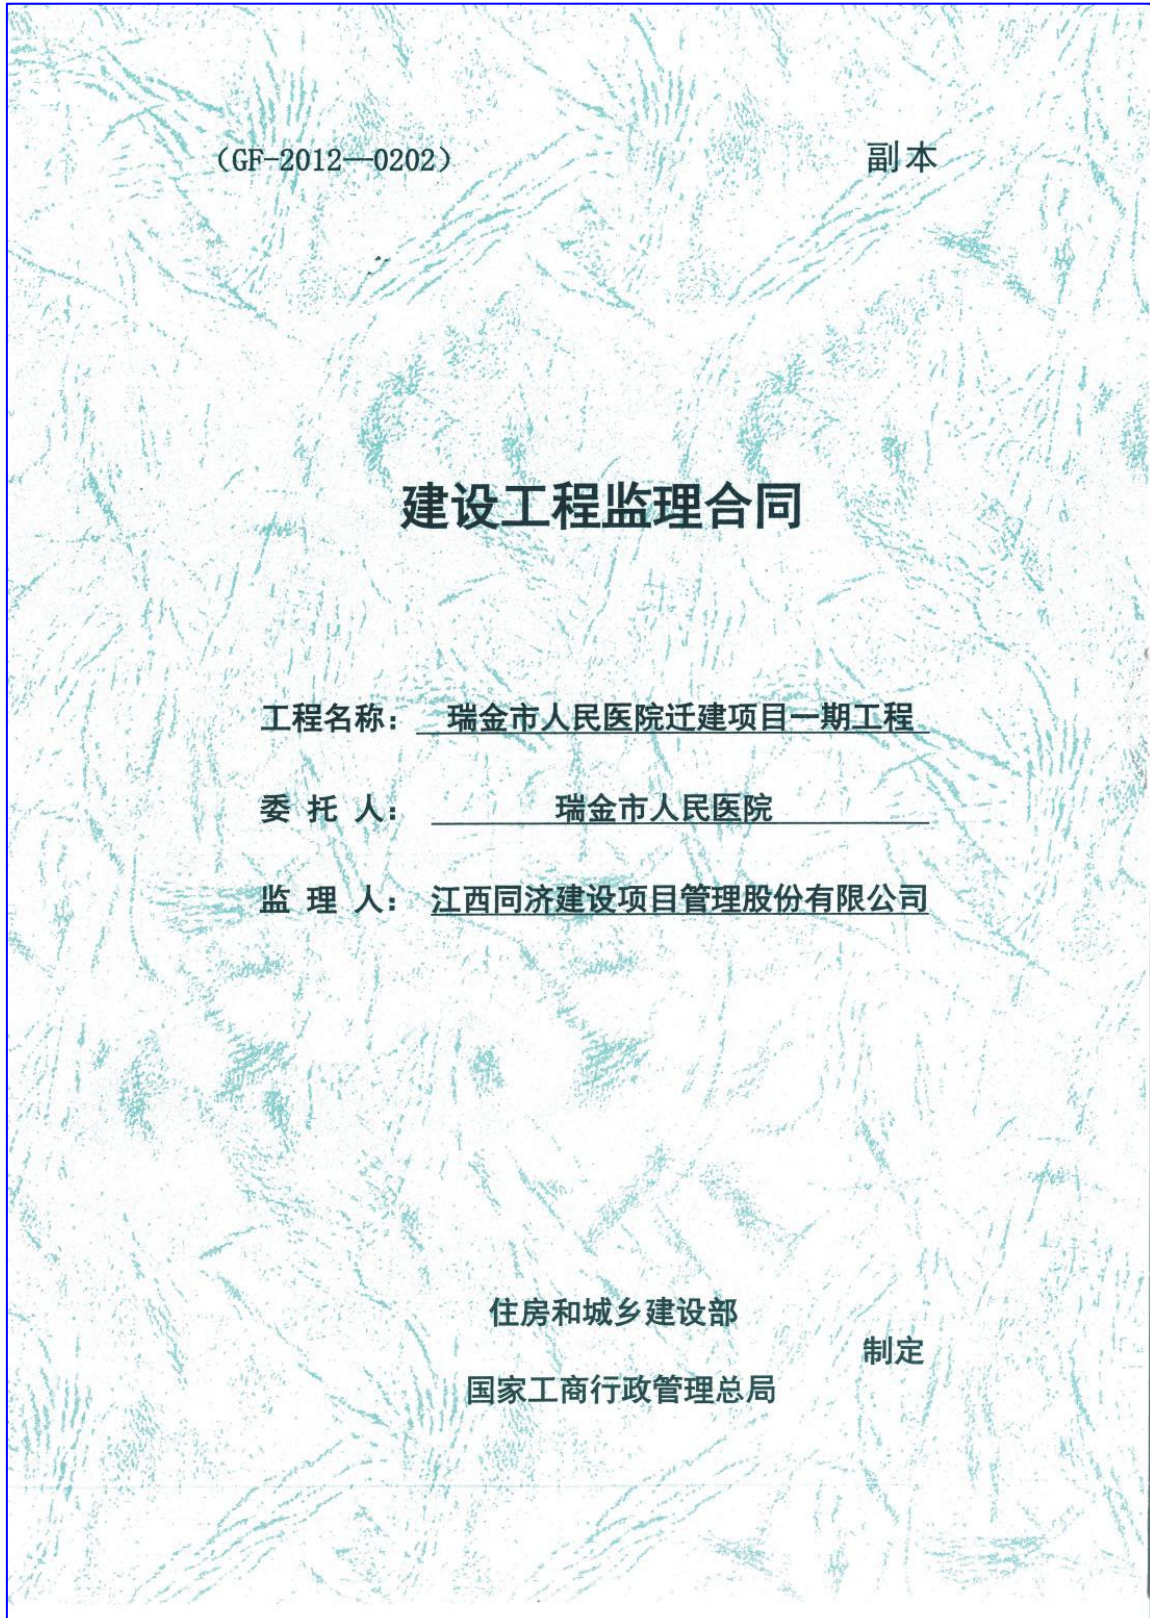 （GF-2012—0202） 副本
建设工程监理合同
工程名称： 瑞金市人民医院迁建项目一期工程
委托人： 瑞金市人民医院
监理人： 江西同济建设项目管理股份有限公司
住房和城乡建设部
制定
国家工商行政管理总局